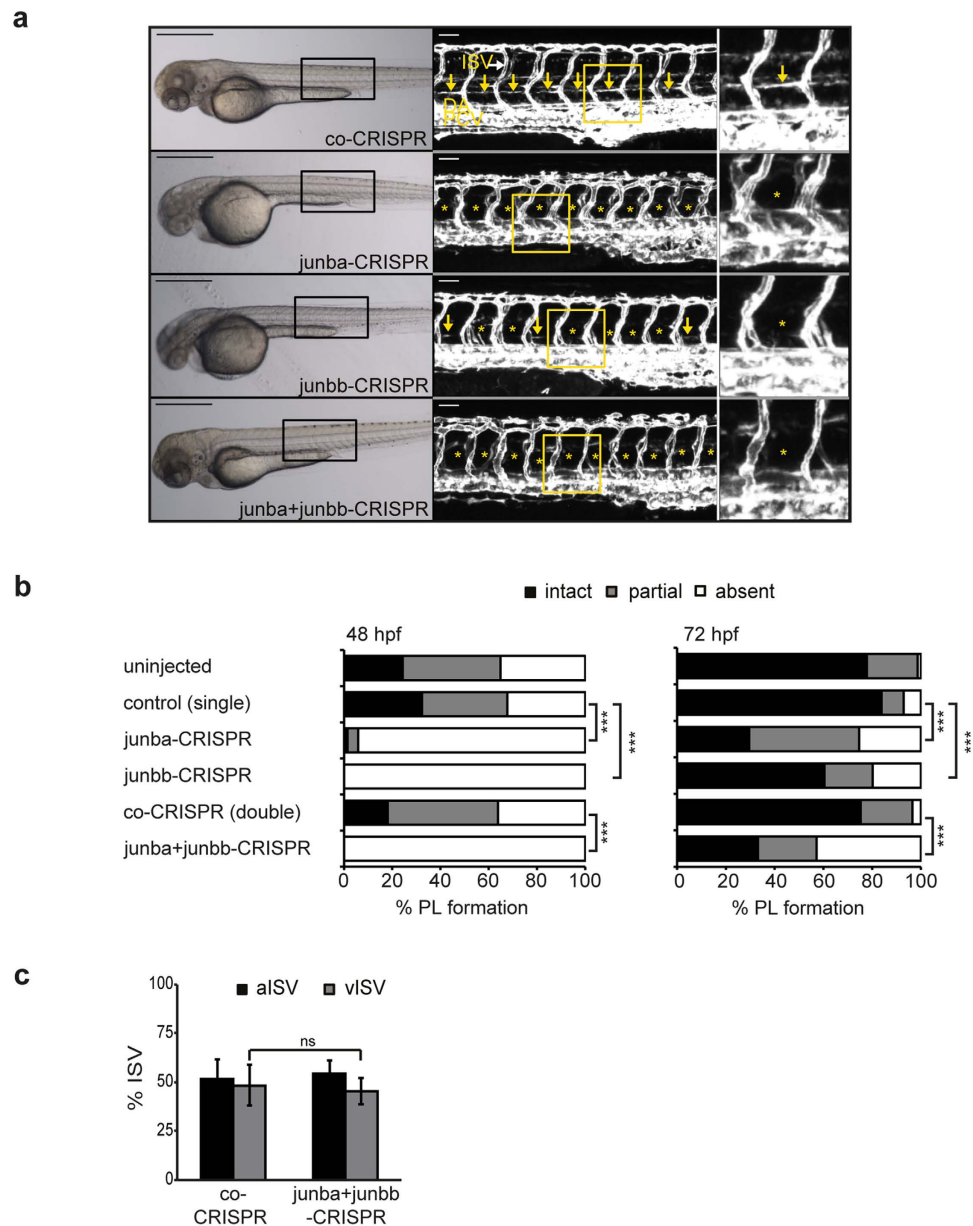 a
ISV
DA
PCV
co-CRISPR
junba-CRISPR
junbb-CRISPR
junba+junbb-CRISPR
b
intact partial absent
48 hpf 72 hpf
uninjected
control (single)
junba-CRISPR
junbb-CRISPR
co-CRISPR (double)
junba+junbb-CRISPR
*** *** ***
*** *** ***
0 20 40 60 80 100 0 20 40 60 80 100
% PL formation % PL formation
c
aISV vISV
ns
% ISV
100
75
50
25
0
co-
CRISPR
junba+junbb
-CRISPR